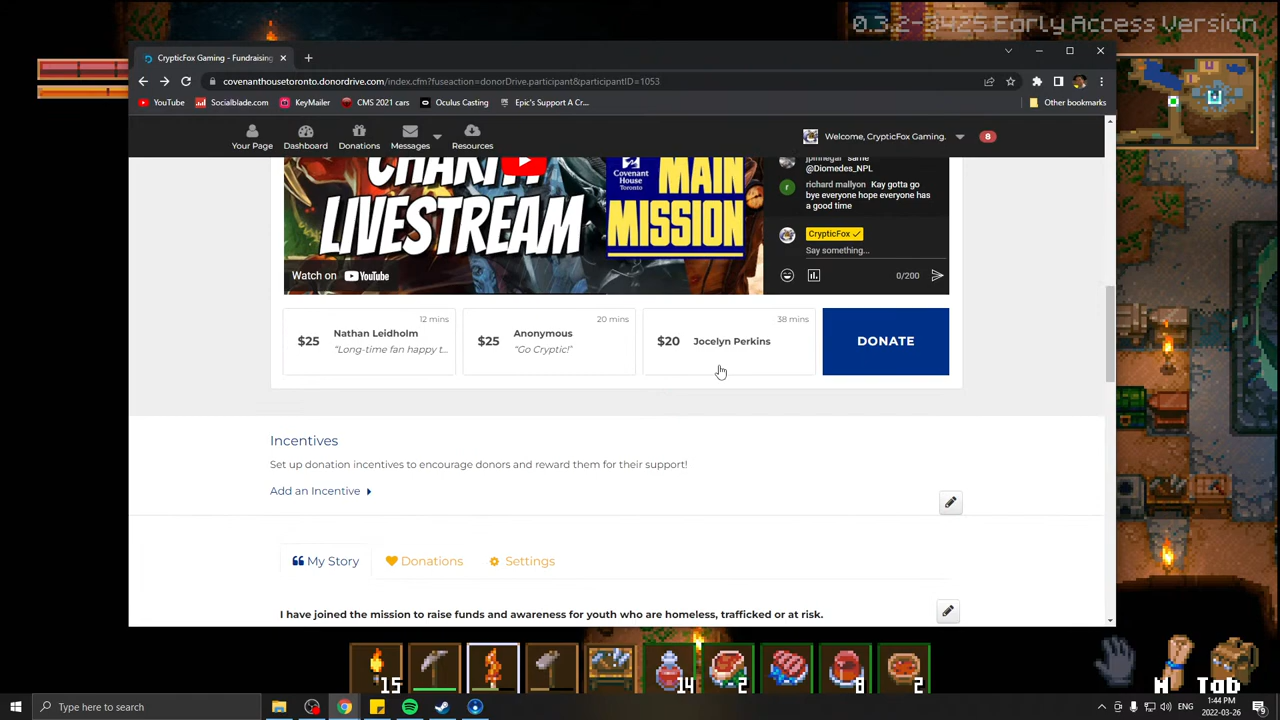 0.3.2-3425 Early Access Version
CrypticFox Gaming - Fundraising
covenanthousetoronto.donordrive.com/index.cfm?fuseaction=donorDrive.participant&participantID=1053
YouTube
Socialblade.com
KeyMailer
CMS 2021 cars
Oculus Casting
Epic's Support A Cr...
Other bookmarks
Your Page
Dashboard
Donations
Messages
Resources
Welcome, CrypticFox Gaming.
8
CHARITY
LIVESTREAM
Covenant
House
Toronto
MAIN
MISSION
Watch on YouTube
same
@Diomedes_NPL
richard mallyon Kay gotta go
bye everyone hope everyone has
a good time
CrypticFox
Say something...
0/200
12 mins
$25
Nathan Leidholm
“Long-time fan happy t...
20 mins
$25
Anonymous
“Go Cryptic!”
38 mins
$20
Jocelyn Perkins
DONATE
Incentives
Set up donation incentives to encourage donors and reward them for their support!
Add an Incentive
My Story
Donations
Settings
I have joined the mission to raise funds and awareness for youth who are homeless, trafficked or at risk.
15
14
2
8
2
M
Tab
Type here to search
1:44 PM
2022-03-26
9